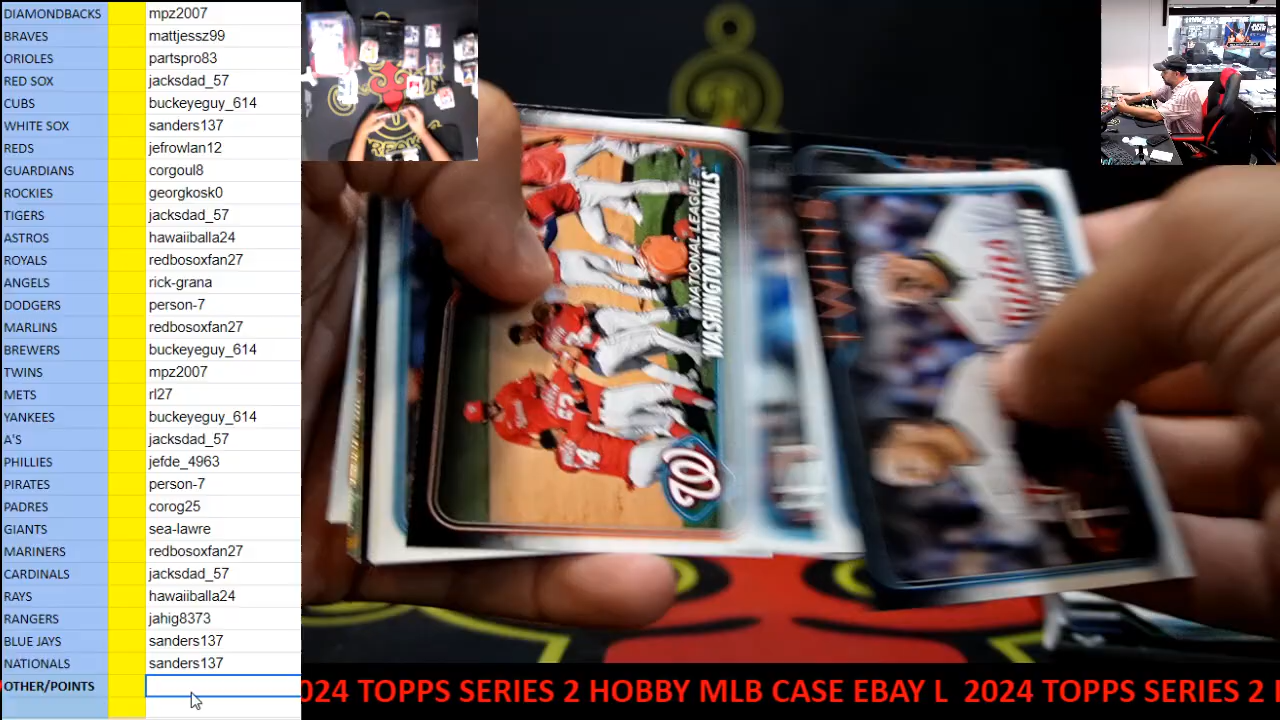 DIAMONDBACKS mpz2007
BRAVES mattjessz99
ORIOLES partspro83
RED SOX jacksdad_57
CUBS buckeyeguy_614
WHITE SOX sanders137
REDS jefrowlan12
GUARDIANS corgoul8
ROCKIES georgkosk0
TIGERS jacksdad_57
ASTROS hawaiiballa24
ROYALS redbosoxfan27
ANGELS rick-grana
DODGERS person-7
MARLINS redbosoxfan27
BREWERS buckeyeguy_614
TWINS mpz2007
METS rl27
YANKEES buckeyeguy_614
A'S jacksdad_57
PHILLIES jefde_4963
PIRATES person-7
PADRES corog25
GIANTS sea-lawre
MARINERS redbosoxfan27
CARDINALS jacksdad_57
RAYS hawaiiballa24
RANGERS jahig8373
BLUE JAYS sanders137
NATIONALS sanders137
OTHER/POINTS
NATIONAL LEAGUE
WASHINGTON NATIONALS
W
024 TOPPS SERIES 2 HOBBY MLB CASE EBAY L 2024 TOPPS SERIES 2